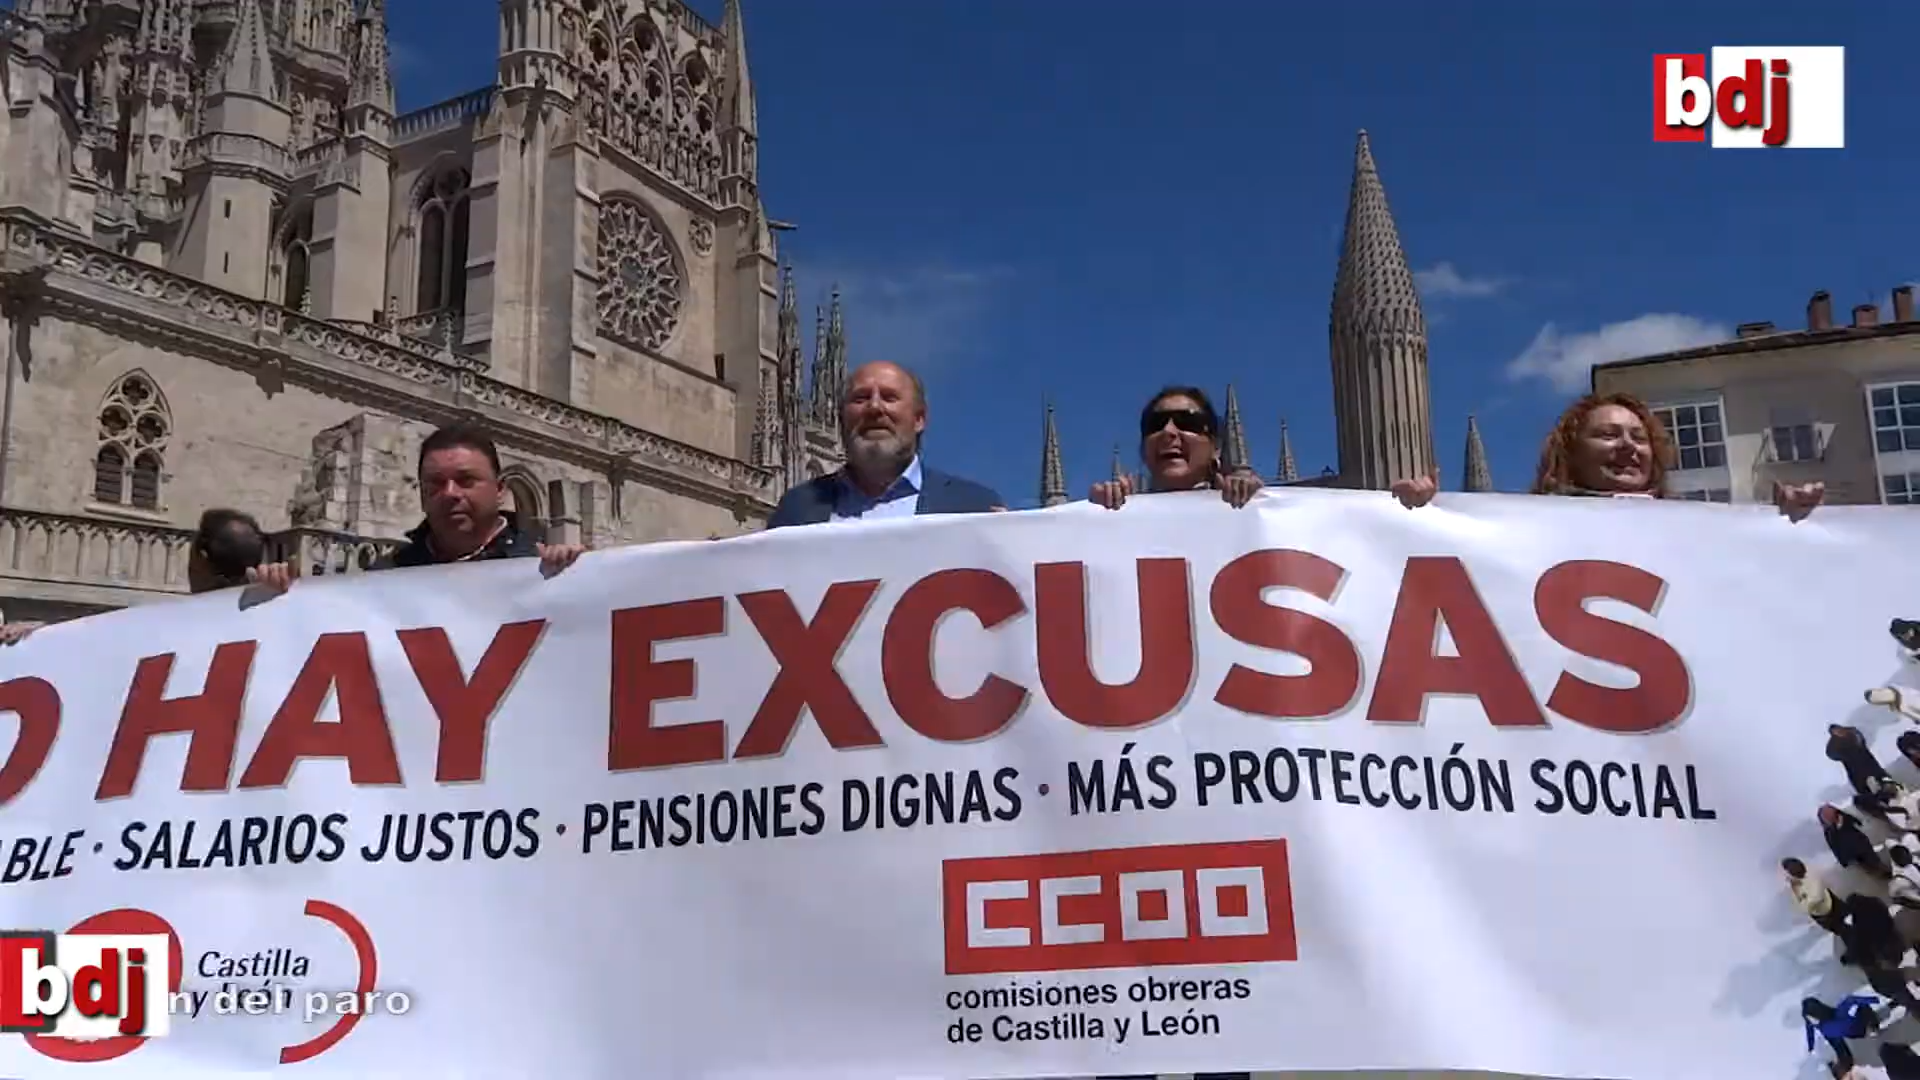 bdj
O HAY EXCUSAS
BLE · SALARIOS JUSTOS · PENSIONES DIGNAS · MÁS PROTECCIÓN SOCIAL
CCOO
comisiones obreras
de Castilla y León
Castilla
y León
bdj
n del paro